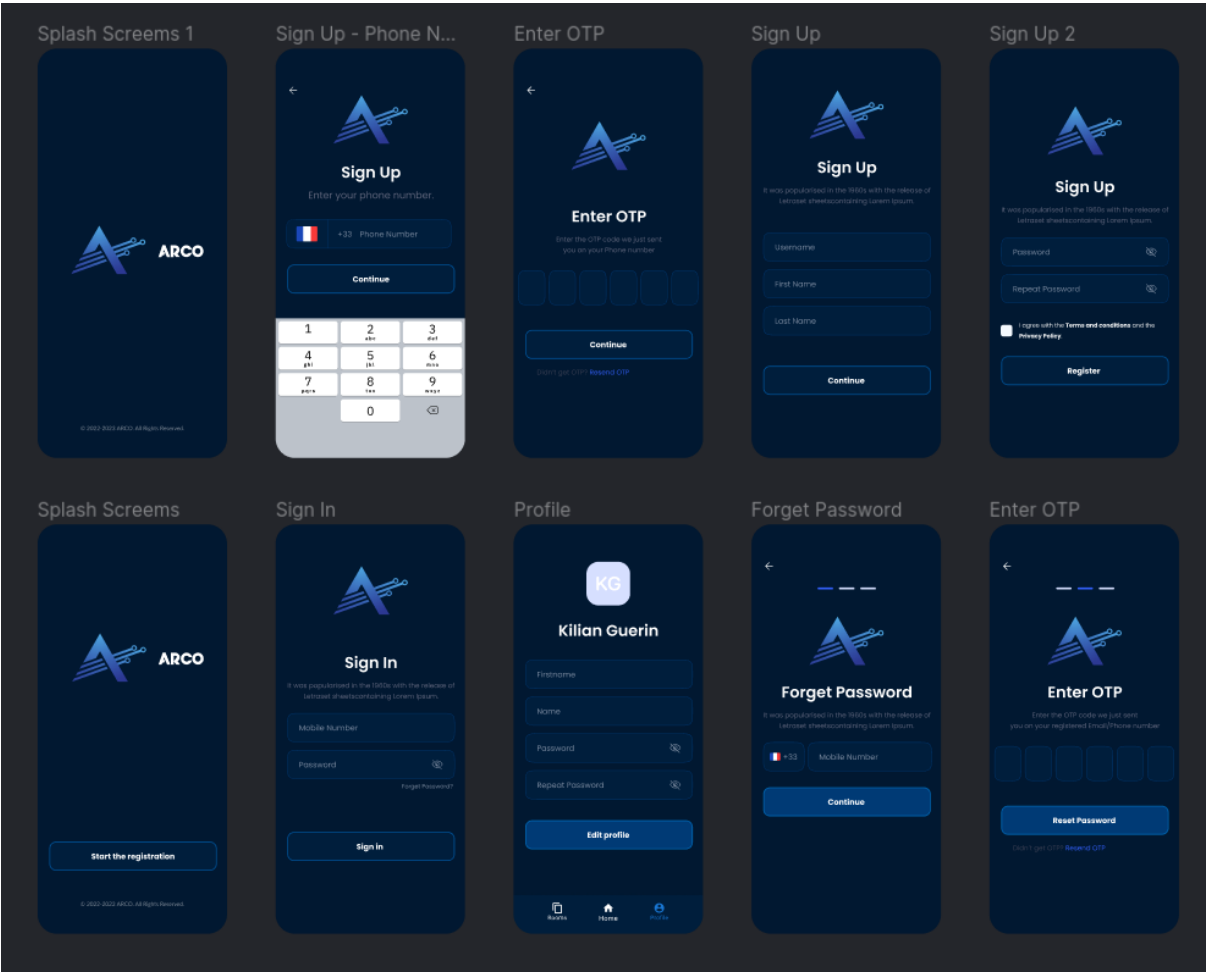 Splash Screems 1
Sign Up - Phone N...
Enter OTP
Sign Up
Sign Up 2
ARCO
© 2022-2023 ARCO. All Rights Reserved.
Sign Up
Enter your phone number.
+33 Phone Number
Continue
1
2
abc
3
def
4
ghi
5
jkl
6
mno
7
pqrs
8
tuv
9
wxyz
0
Enter OTP
Enter the OTP code we just sent
you on your Phone number
Continue
Didn't get OTP? Resend OTP
Sign Up
It was popularised in the 1960s with the release of
Letraset sheetscontaining Lorem Ipsum.
Username
First Name
Last Name
Continue
Sign Up
It was popularised in the 1960s with the release of
Letraset sheetscontaining Lorem Ipsum.
Password
Repeat Password
I agree with the Terms and conditions and the
Privacy Policy.
Register
Splash Screems
Sign In
Profile
Forget Password
Enter OTP
ARCO
Start the registration
© 2022-2023 ARCO. All Rights Reserved.
Sign In
It was popularised in the 1960s with the release of
Letraset sheetscontaining Lorem Ipsum.
Mobile Number
Password
Forget Password?
Sign in
KG
Kilian Guerin
Firstname
Name
Password
Repeat Password
Edit profile
Rooms
Home
Profile
Forget Password
It was popularised in the 1960s with the release of
Letraset sheetscontaining Lorem Ipsum.
+33
Mobile Number
Continue
Enter OTP
Enter the OTP code we just sent
you on your registered Email/Phone number
Reset Password
Didn't get OTP? Resend OTP